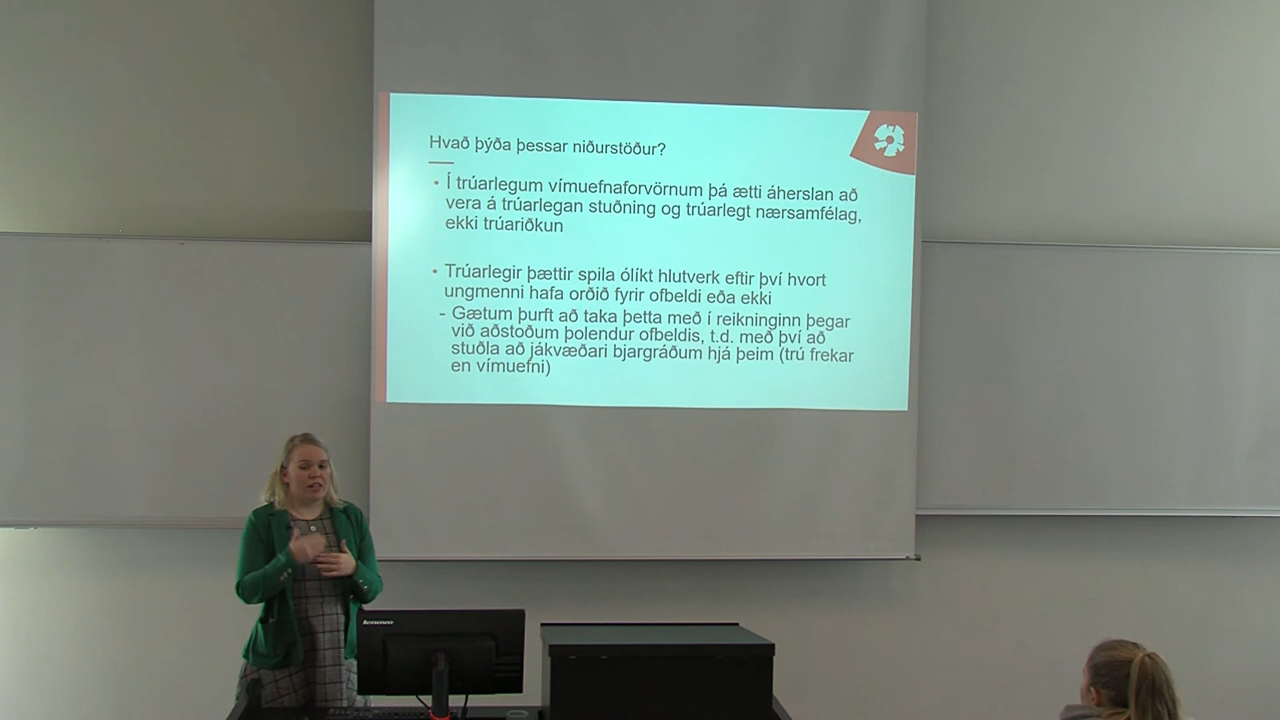 Hvað þýða þessar niðurstöður?
• Í trúarlegum vímuefnaforvörnum þá ætti áherslan að
vera á trúarlegan stuðning og trúarlegt nærsamfélag,
ekki trúariðkun
• Trúarlegir þættir spila ólíkt hlutverk eftir því hvort
ungmenni hafa orðið fyrir ofbeldi eða ekki
- Gætum þurft að taka þetta með í reikninginn þegar
við aðstoðum þolendur ofbeldis, t.d. með því að
stuðla að jákvæðari bjargráðum hjá þeim (trú frekar
en vímuefni)
lenovo